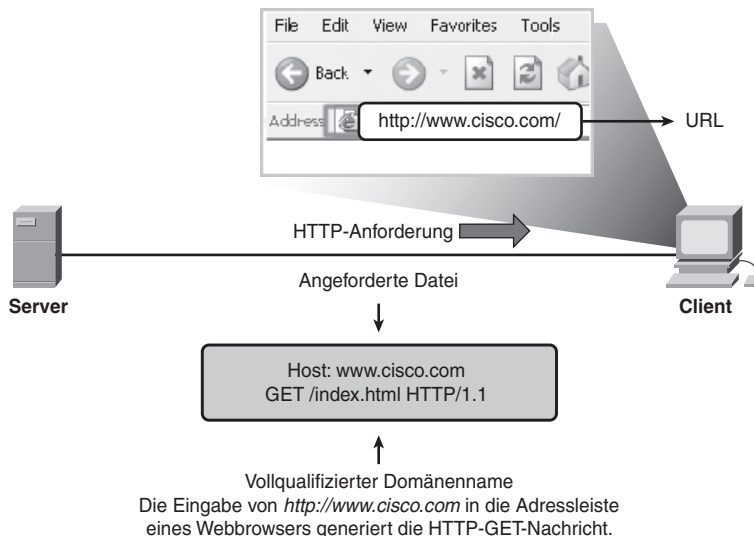 File Edit View Favorites Tools
Back
Address http://www.cisco.com/
URL
HTTP-Anforderung
Angeforderte Datei
Server
Client
Host: www.cisco.com
GET /index.html HTTP/1.1
Vollqualifizierter Domänenname
Die Eingabe von http://www.cisco.com in die Adressleiste
eines Webbrowsers generiert die HTTP-GET-Nachricht.